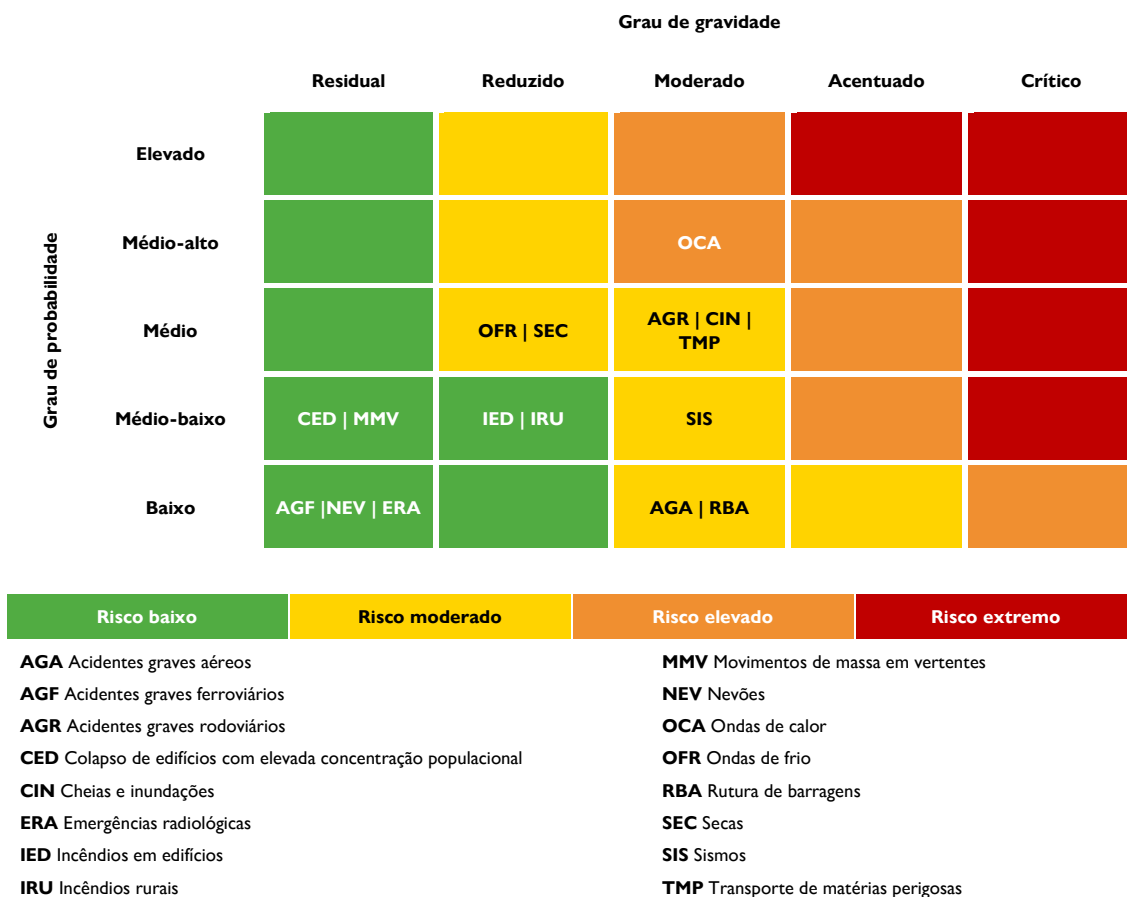 Grau de gravidade
Residual Reduzido Moderado Acentuado Crítico
Grau de probabilidade
Elevado
Médio-alto OCA
Médio OFR | SEC AGR | CIN |
TMP
Médio-baixo CED | MMV IED | IRU SIS
Baixo AGF |NEV | ERA AGA | RBA
Risco baixo Risco moderado Risco elevado Risco extremo
AGA Acidentes graves aéreos
AGF Acidentes graves ferroviários
AGR Acidentes graves rodoviários
CED Colapso de edifícios com elevada concentração populacional
CIN Cheias e inundações
ERA Emergências radiológicas
IED Incêndios em edifícios
IRU Incêndios rurais
MMV Movimentos de massa em vertentes
NEV Nevões
OCA Ondas de calor
OFR Ondas de frio
RBA Rutura de barragens
SEC Secas
SIS Sismos
TMP Transporte de matérias perigosas